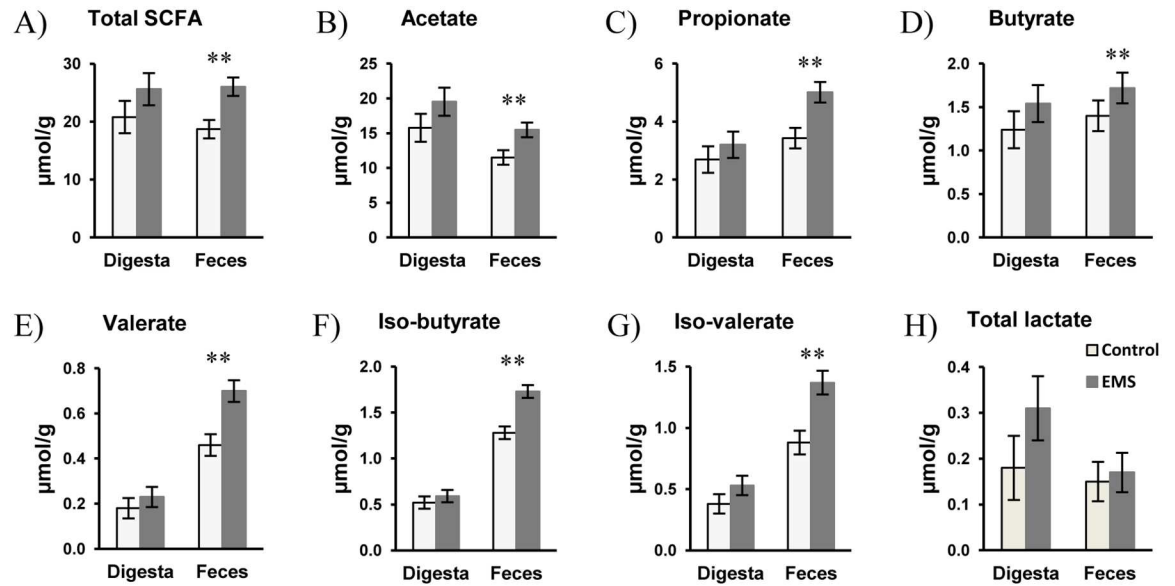 A) Total SCFA
μmol/g
30
20
10
0
**
Digesta Feces
B) Acetate
μmol/g
25
20
15
10
5
0
**
Digesta Feces
C) Propionate
μmol/g
6
4
2
0
**
Digesta Feces
D) Butyrate
μmol/g
2.0
1.5
1.0
0.5
0.0
**
Digesta Feces
E) Valerate
μmol/g
0.8
0.6
0.4
0.2
0.0
**
Digesta Feces
F) Iso-butyrate
μmol/g
2.0
1.5
1.0
0.5
0.0
**
Digesta Feces
G) Iso-valerate
μmol/g
1.5
1.0
0.5
0.0
**
Digesta Feces
H) Total lactate
μmol/g
0.4
0.3
0.2
0.1
0.0
Control
EMS
Digesta Feces